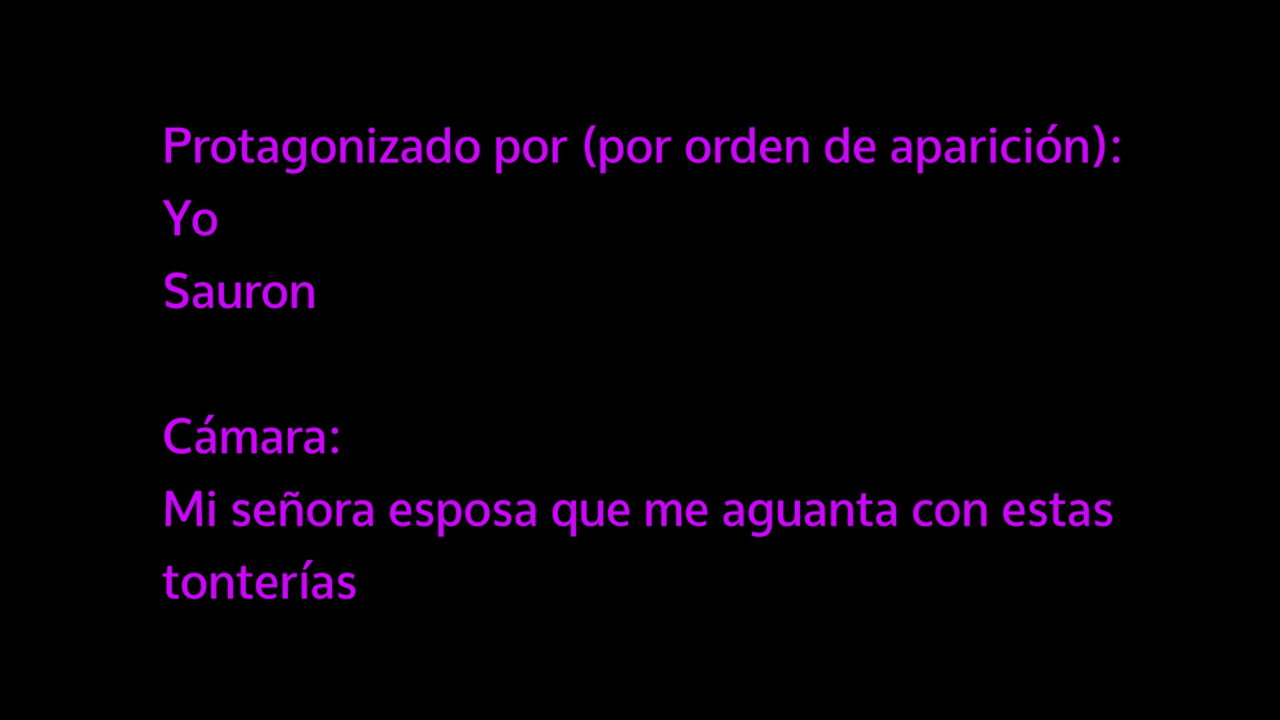 Protagonizado por (por orden de aparición):
Yo
Sauron
Cámara:
Mi señora esposa que me aguanta con estas
tonterías